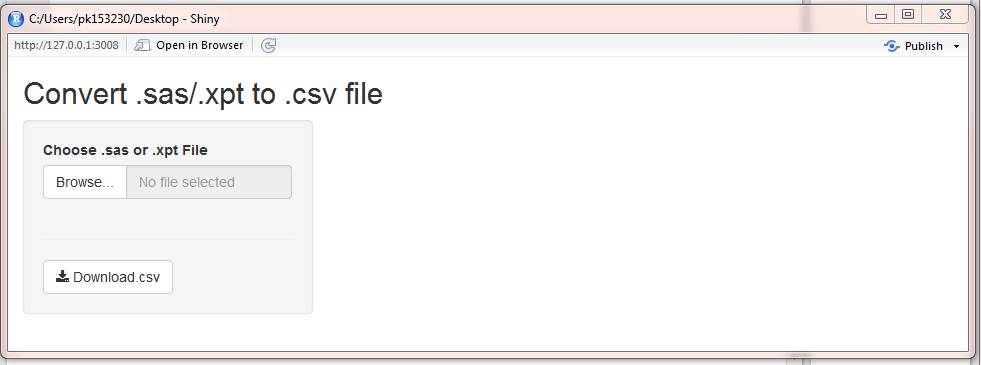 C:/Users/pk153230/Desktop - Shiny
http://127.0.0.1:3008 Open in Browser Publish
Convert .sas/.xpt to .csv file
Choose .sas or .xpt File
Browse... No file selected
Download.csv